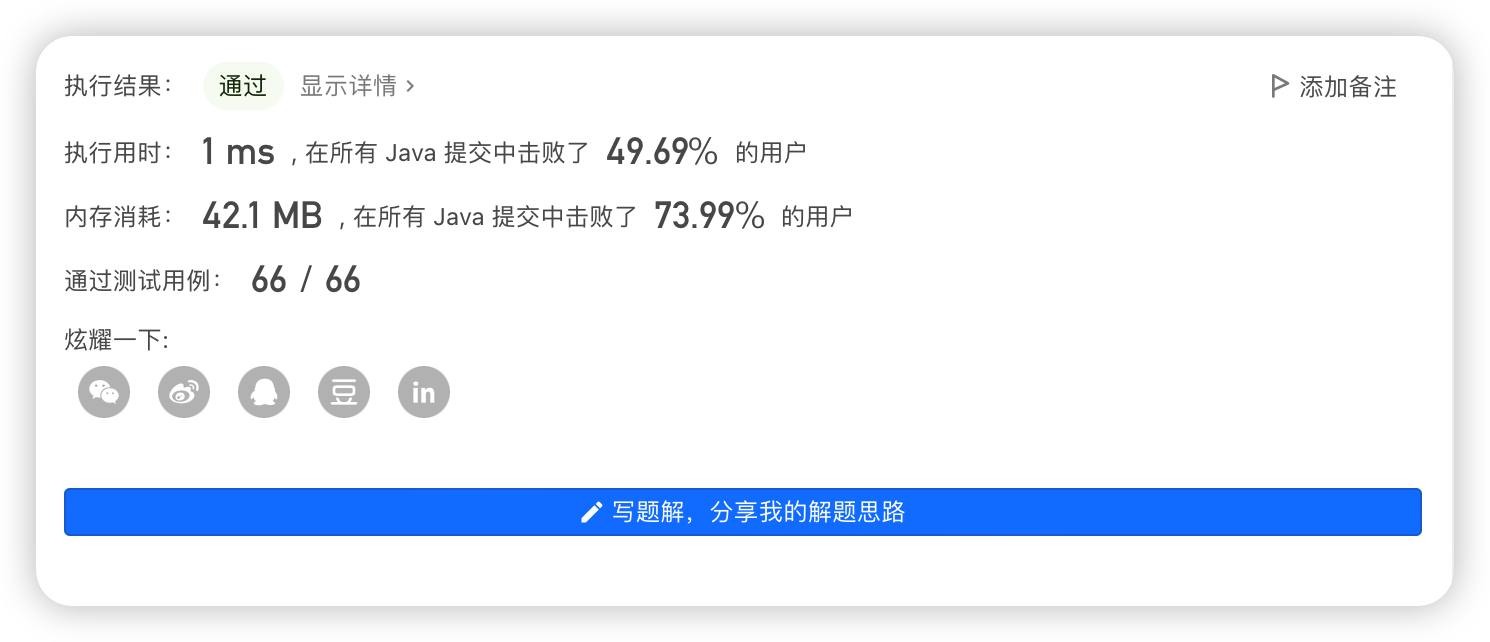 执行结果： 通过 显示详情 › 添加备注
执行用时： 1 ms , 在所有 Java 提交中击败了 49.69% 的用户
内存消耗： 42.1 MB , 在所有 Java 提交中击败了 73.99% 的用户
通过测试用例： 66 / 66
炫耀一下:
豆 in
写题解，分享我的解题思路